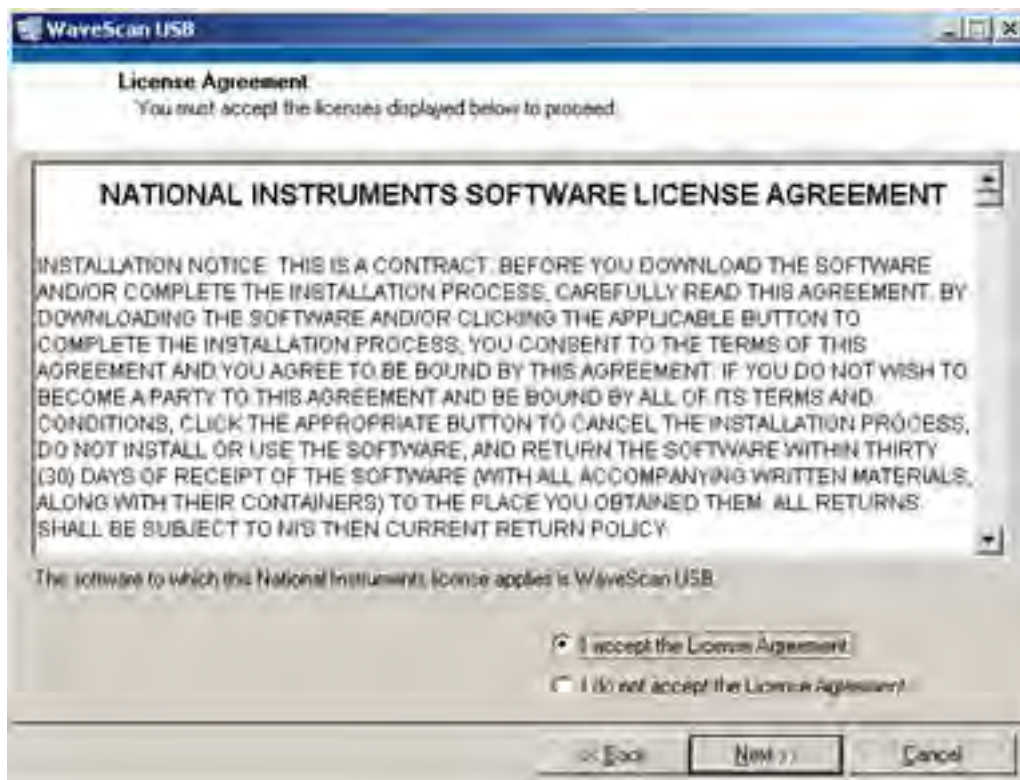 WaveScan USB
License Agreement
You must accept the licenses displayed below to proceed.
NATIONAL INSTRUMENTS SOFTWARE LICENSE AGREEMENT
INSTALLATION NOTICE: THIS IS A CONTRACT. BEFORE YOU DOWNLOAD THE SOFTWARE
AND/OR COMPLETE THE INSTALLATION PROCESS, CAREFULLY READ THIS AGREEMENT. BY
DOWNLOADING THE SOFTWARE AND/OR CLICKING THE APPLICABLE BUTTON TO
COMPLETE THE INSTALLATION PROCESS, YOU CONSENT TO THE TERMS OF THIS
AGREEMENT AND YOU AGREE TO BE BOUND BY THIS AGREEMENT. IF YOU DO NOT WISH TO
BECOME A PARTY TO THIS AGREEMENT AND BE BOUND BY ALL OF ITS TERMS AND
CONDITIONS, CLICK THE APPROPRIATE BUTTON TO CANCEL THE INSTALLATION PROCESS,
DO NOT INSTALL OR USE THE SOFTWARE, AND RETURN THE SOFTWARE WITHIN THIRTY
(30) DAYS OF RECEIPT OF THE SOFTWARE (WITH ALL ACCOMPANYING WRITTEN MATERIALS,
ALONG WITH THEIR CONTAINERS) TO THE PLACE YOU OBTAINED THEM. ALL RETURNS
SHALL BE SUBJECT TO NI'S THEN CURRENT RETURN POLICY.
The software to which this National Instruments license applies is WaveScan USB.
I accept the License Agreement.
I do not accept the License Agreement.
<< Back
Next >>
Cancel